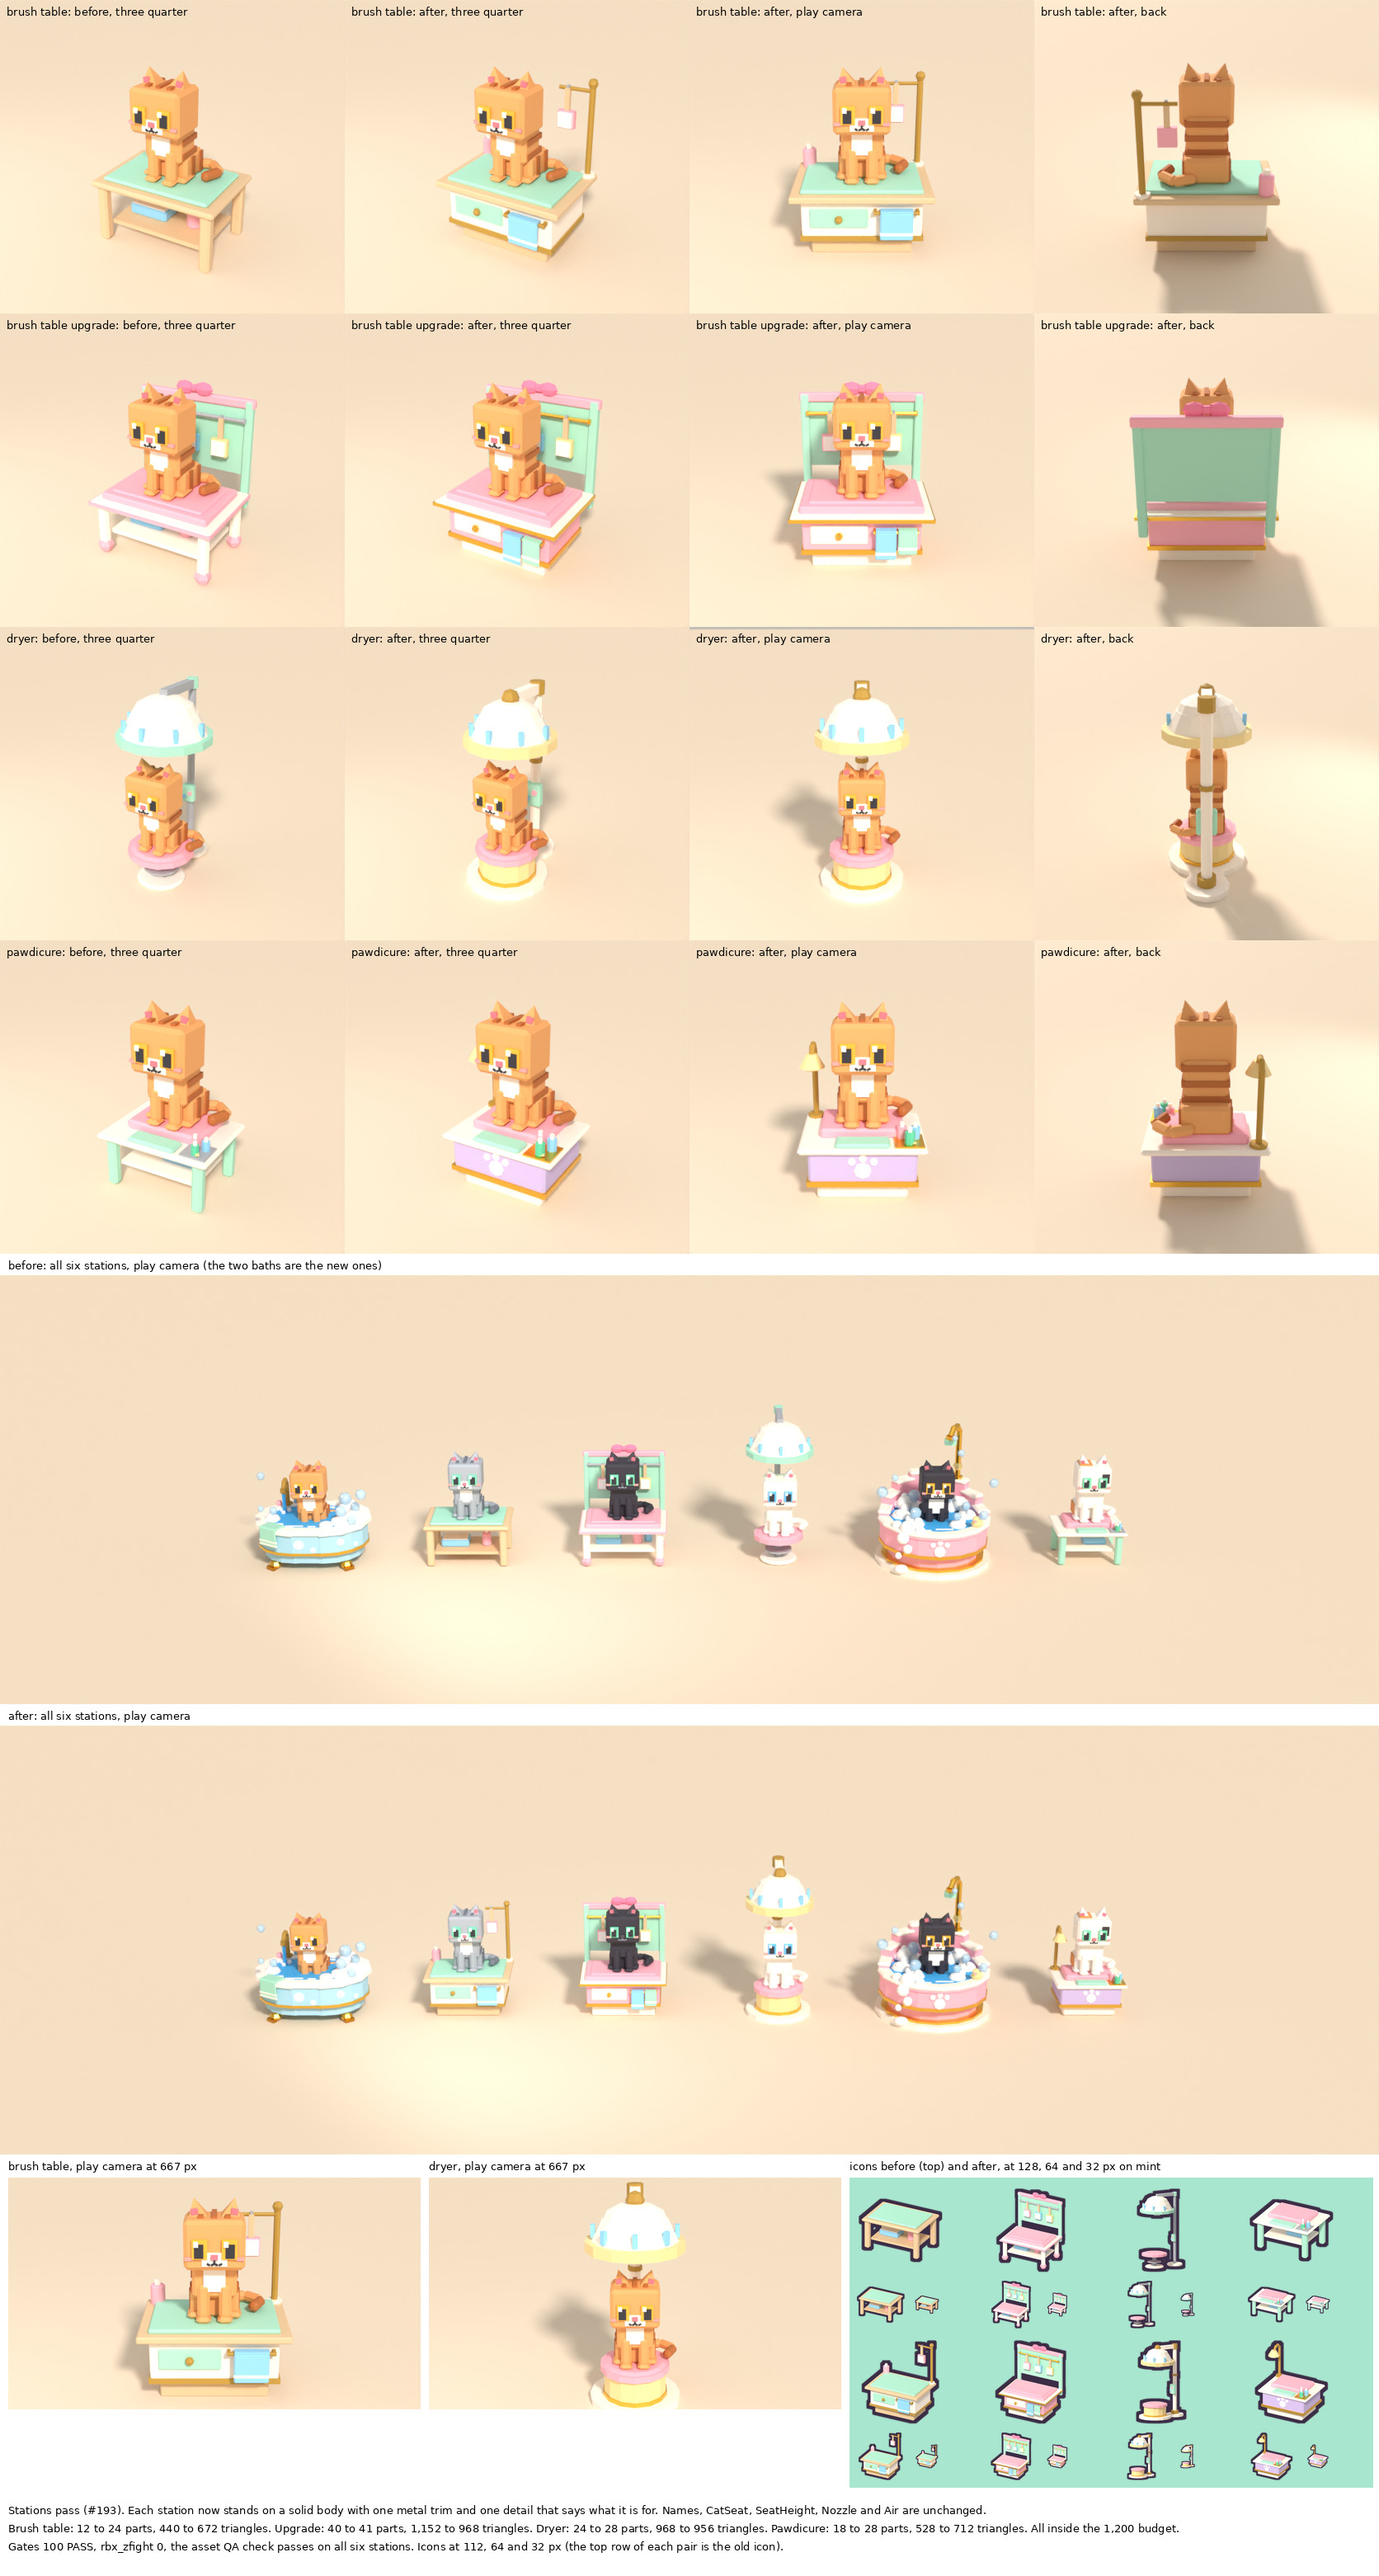 brush table: before, three quarter
brush table: after, three quarter
brush table: after, play camera
brush table: after, back
brush table upgrade: before, three quarter
brush table upgrade: after, three quarter
brush table upgrade: after, play camera
brush table upgrade: after, back
dryer: before, three quarter
dryer: after, three quarter
dryer: after, play camera
dryer: after, back
pawdicure: before, three quarter
pawdicure: after, three quarter
pawdicure: after, play camera
pawdicure: after, back
before: all six stations, play camera (the two baths are the new ones)
after: all six stations, play camera
brush table, play camera at 667 px
dryer, play camera at 667 px
icons before (top) and after, at 128, 64 and 32 px on mint
Stations pass (#193). Each station now stands on a solid body with one metal trim and one detail that says what it is for. Names, CatSeat, SeatHeight, Nozzle and Air are unchanged.
Brush table: 12 to 24 parts, 440 to 672 triangles. Upgrade: 40 to 41 parts, 1,152 to 968 triangles. Dryer: 24 to 28 parts, 968 to 956 triangles. Pawdicure: 18 to 28 parts, 528 to 712 triangles. All inside the 1,200 budget.
Gates 100 PASS, rbx_zfight 0, the asset QA check passes on all six stations. Icons at 112, 64 and 32 px (the top row of each pair is the old icon).